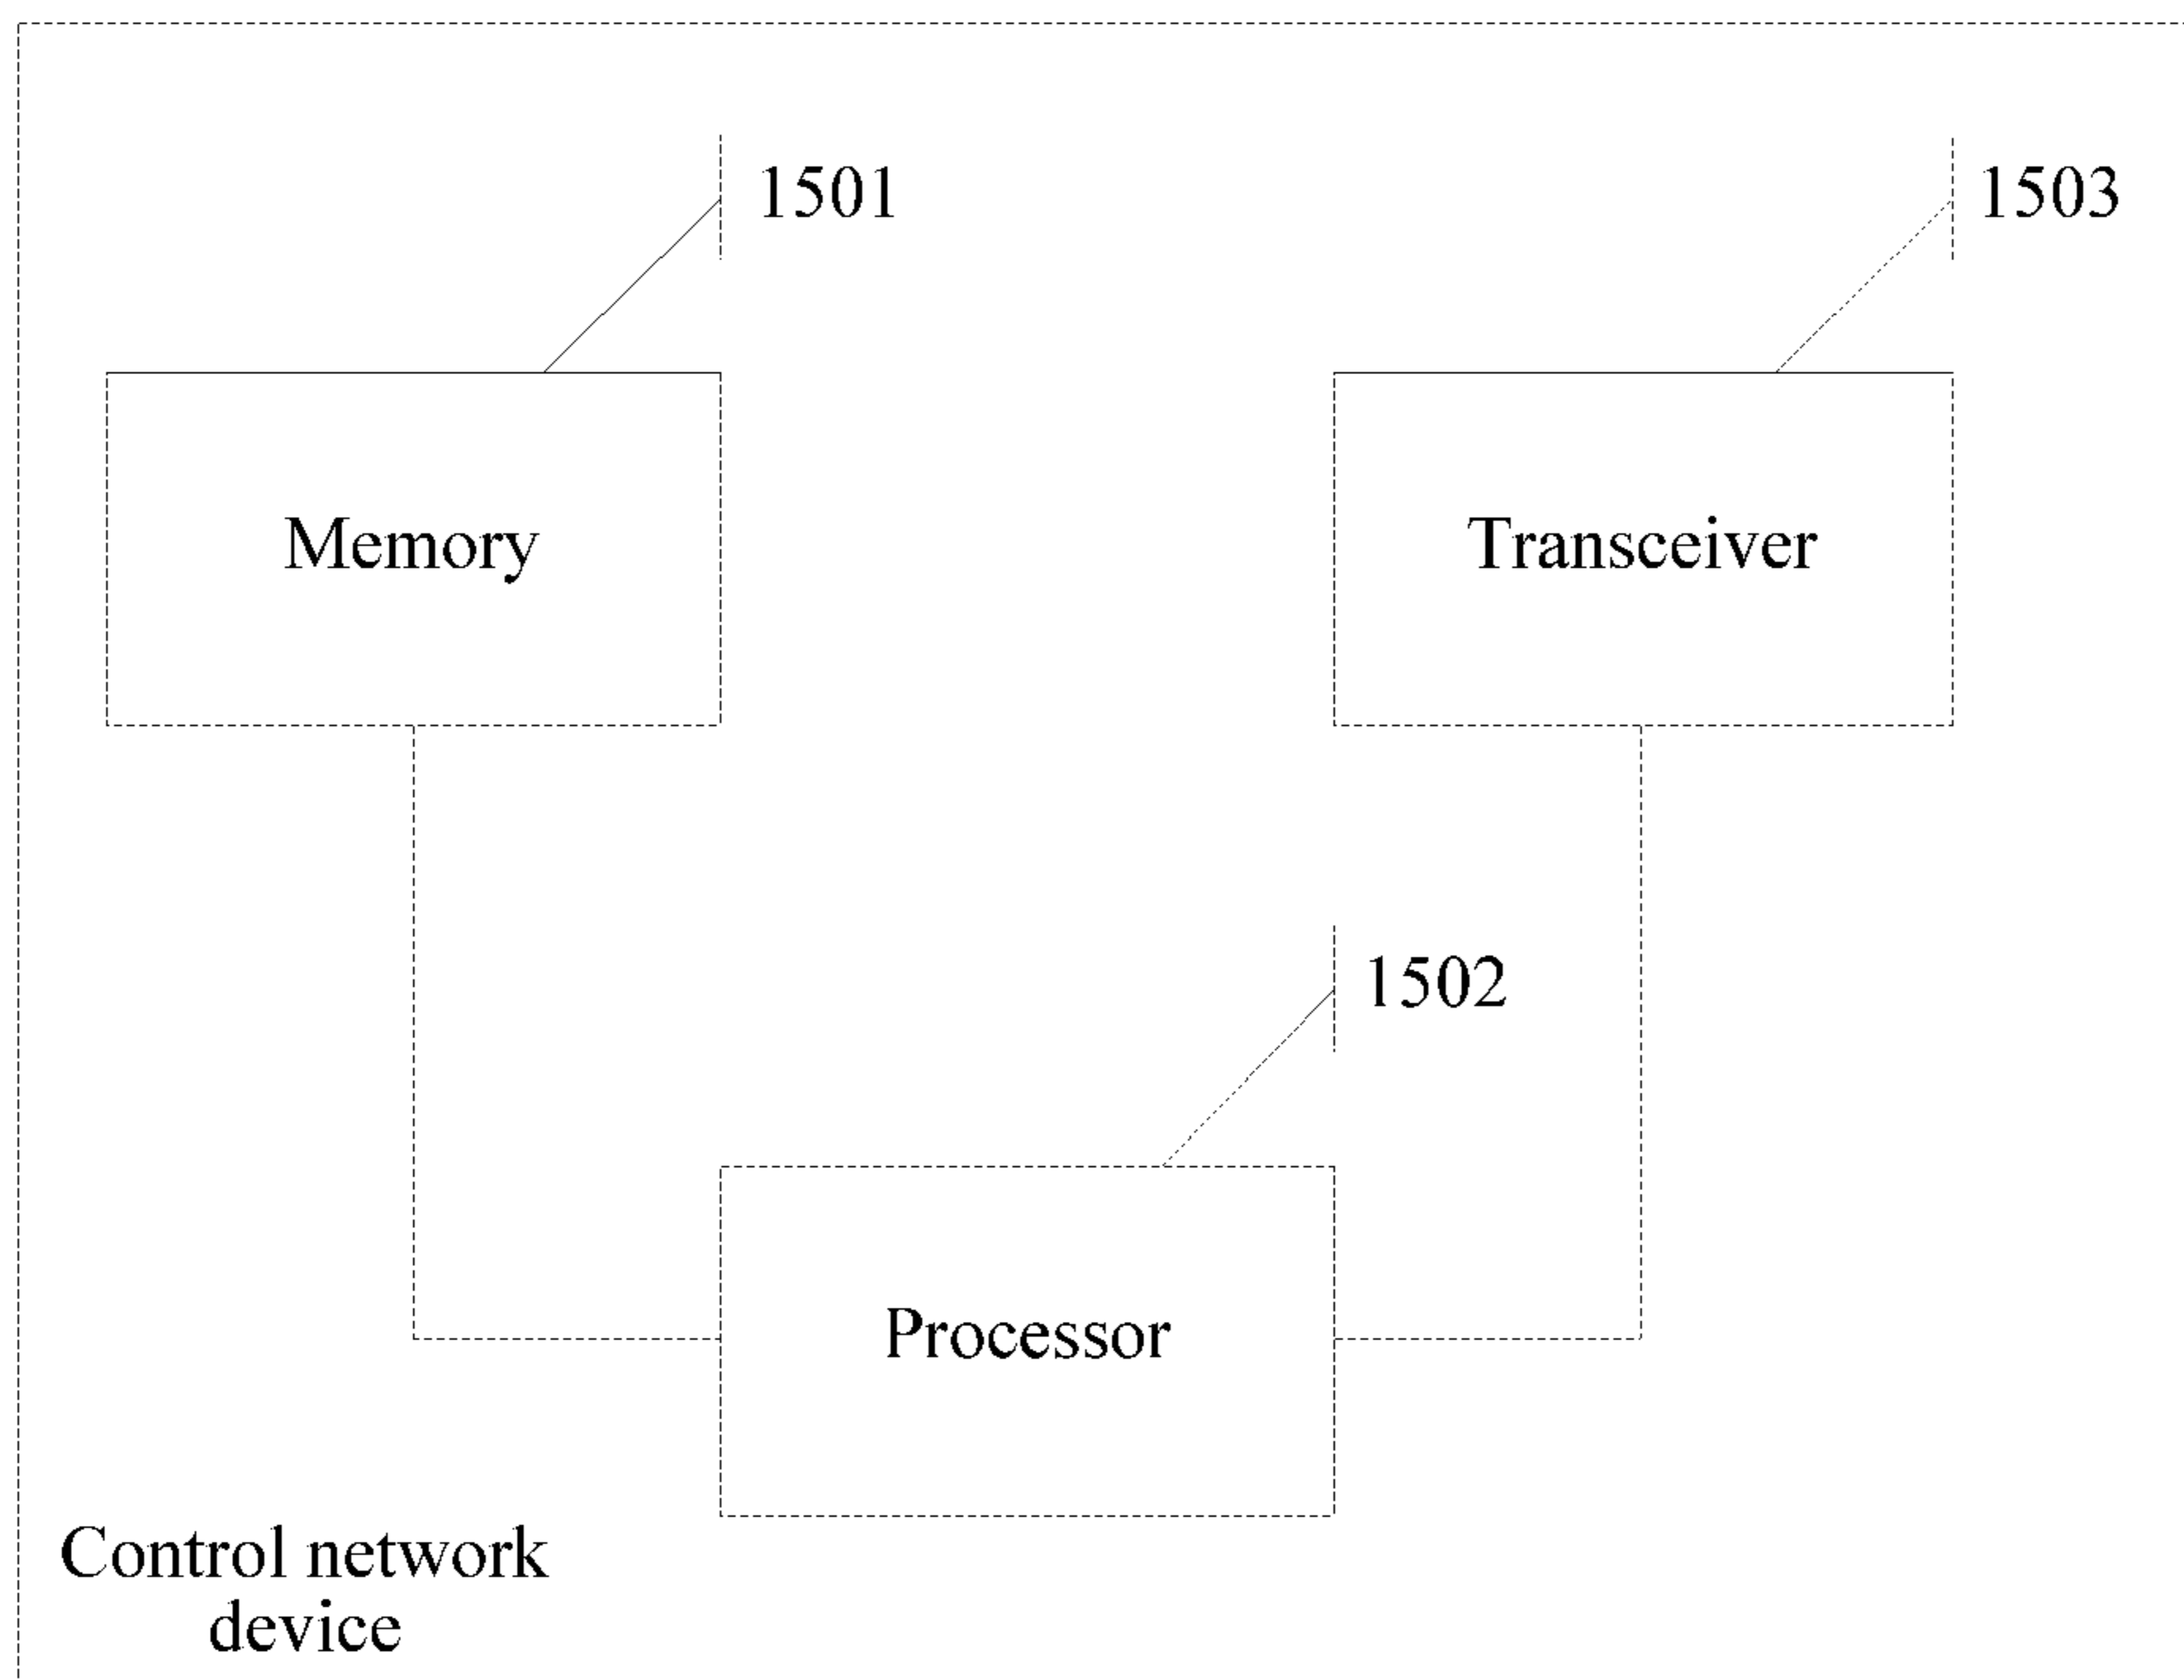 1501
1503
Memory
Transceiver
1502
Processor
Control network
device